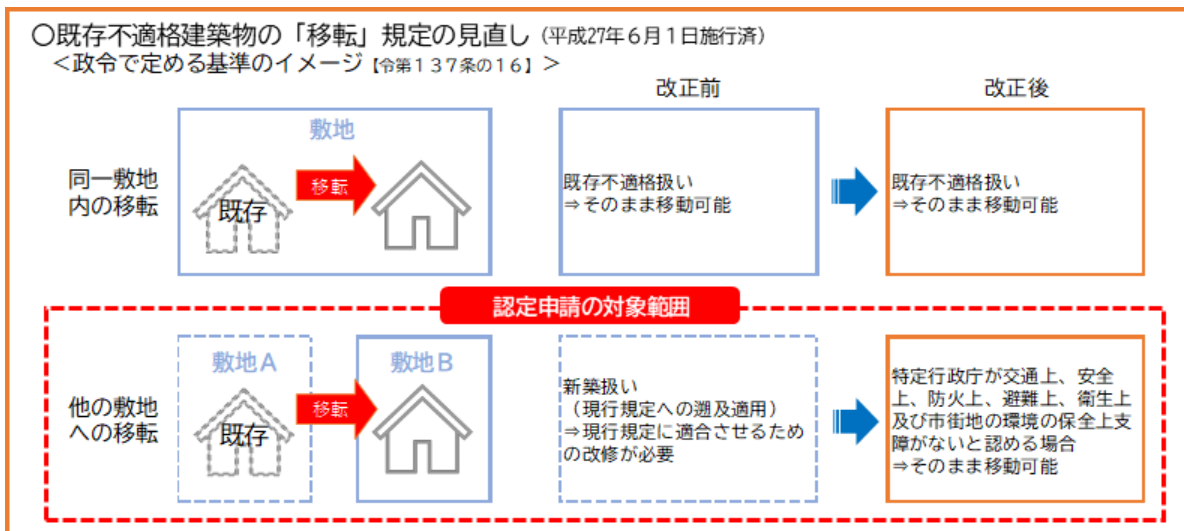 ○既存不適格建築物の「移転」規定の見直し（平成27年６月１日施行済）
＜政令で定める基準のイメージ【令第１３７条の１６】＞
改正前
改正後
同一敷地
内の移転
敷地
既存
移転
既存不適格扱い
⇒そのまま移動可能
既存不適格扱い
⇒そのまま移動可能
認定申請の対象範囲
他の敷地
への移転
敷地Ａ
既存
移転
敷地Ｂ
新築扱い
（現行規定への遡及適用）
⇒現行規定に適合させるため
の改修が必要
特定行政庁が交通上、安全
上、防火上、避難上、衛生上
及び市街地の環境の保全上支
障がないと認める場合
⇒そのまま移動可能